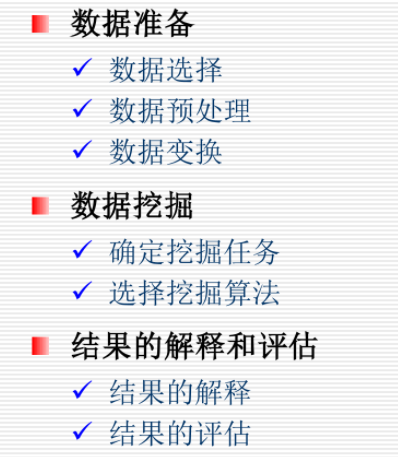 数据准备
数据选择
数据预处理
数据变换
数据挖掘
确定挖掘任务
选择挖掘算法
结果的解释和评估
结果的解释
结果的评估